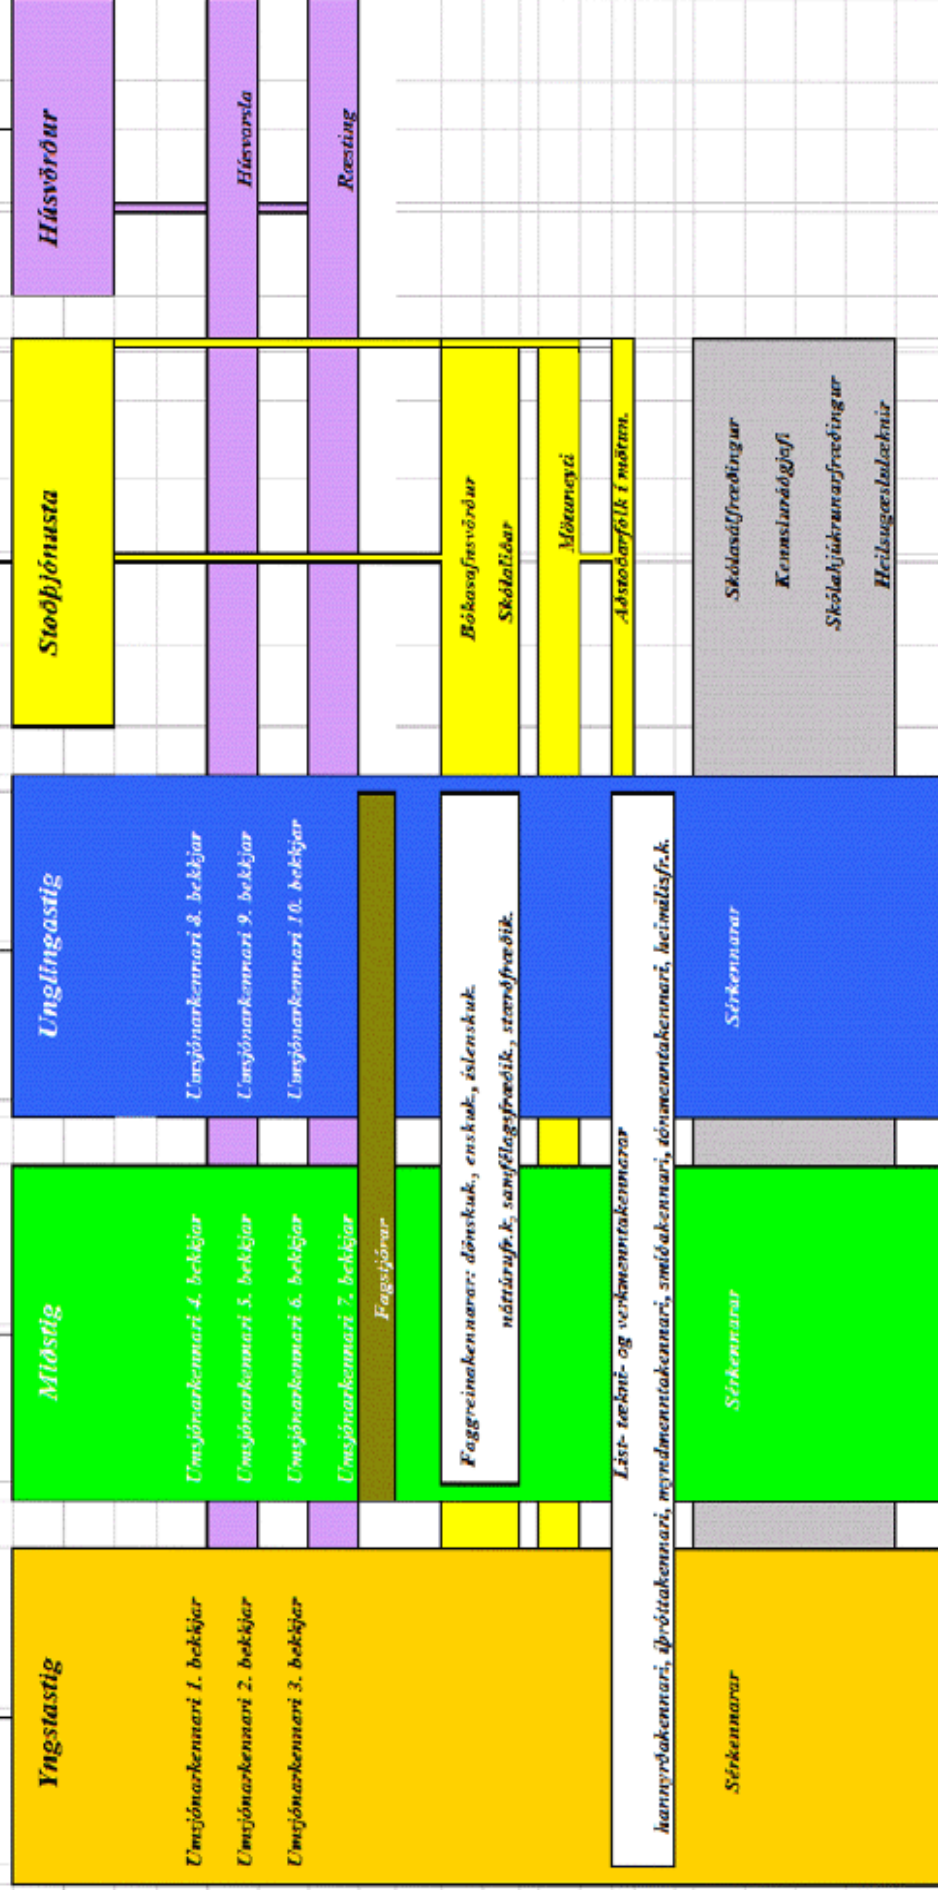 Yngstastig
Umsjónarkennari 1. bekkjar
Umsjónarkennari 2. bekkjar
Umsjónarkennari 3. bekkjar
Sérkennarar
Miðstig
Umsjónarkennari 4. bekkjar
Umsjónarkennari 5. bekkjar
Umsjónarkennari 6. bekkjar
Umsjónarkennari 7. bekkjar
Sérkennarar
Unglingastig
Umsjónarkennari 8. bekkjar
Umsjónarkennari 9. bekkjar
Umsjónarkennari 10. bekkjar
Sérkennarar
Fagstjórar
Faggreinakennarar: dönskuk., enskuk., íslenskuk.
náttúrufr.k, samfélagsfræðik., stærðfræðik.
List- tækni- og verkmenntakennarar
hannyrðakennari, íþróttakennari, myndmenntakennari, smíðakennari, tónmenntakennari, heimilisfr.k.
Stoðþjónusta
Bókasafnsvörður
Skólaliðar
Mötuneyti
Aðstoðarfólk í mötun.
Skólasálfræðingur
Kennsluráðgjafi
Skólahjúkrunarfræðingur
Heilsugæslulæknir
Húsvörður
Húsvarsla
Ræsting